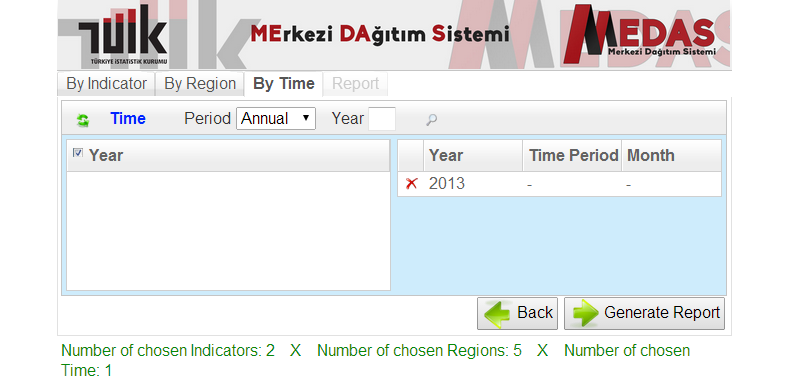 TÜİK
TÜRKİYE İSTATİSTİK KURUMU
MErkezi DAğıtım Sistemi
MEDAS
Merkezi Dağıtım Sistemi
By Indicator By Region By Time Report
Time Period Annual Year
Year
Year Time Period Month
2013 - -
Back Generate Report
Number of chosen Indicators: 2 X Number of chosen Regions: 5 X Number of chosen
Time: 1